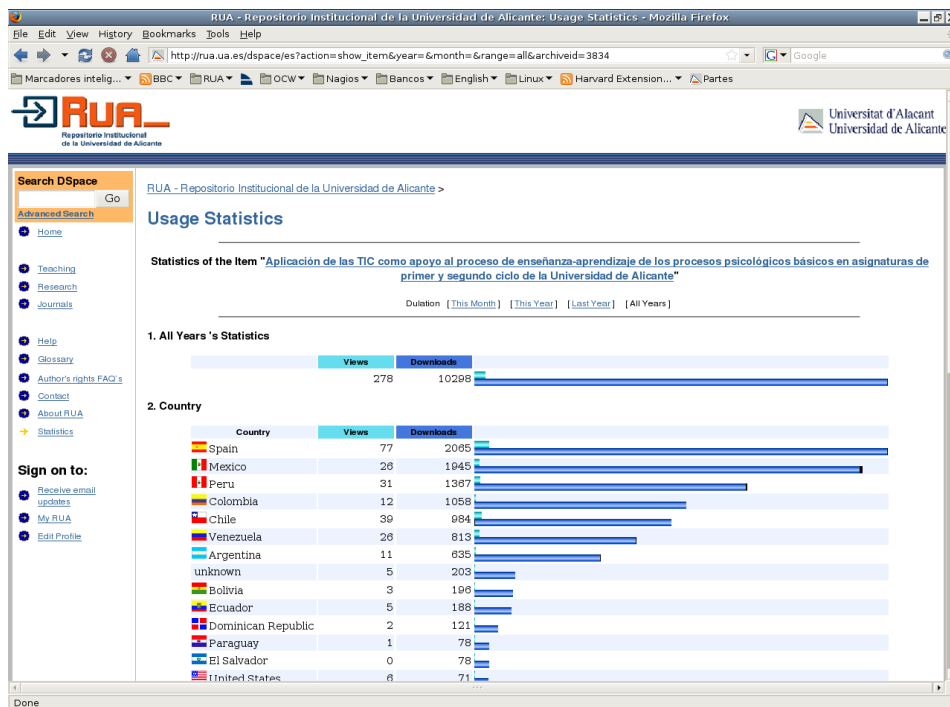 RUA - Repositorio Institucional de la Universidad de Alicante: Usage Statistics - Mozilla Firefox
File Edit View History Bookmarks Tools Help
http://rua.ua.es/dspace/es?action=show_item&year=&month=&range=all&archiveid=3834
Google
Marcadores intelig... BBC RUA OCW Nagios Bancos English Linux Harvard Extension... Partes
RUA
Repositorio Institucional
de la Universidad de Alicante
Universitat d'Alacant
Universidad de Alicante
Search DSpace
Go
Advanced Search
Home
Teaching
Research
Journals
Help
Glossary
Author's rights FAQ's
Contact
About RUA
Statistics
Sign on to:
Receive email
updates
My RUA
Edit Profile
RUA - Repositorio Institucional de la Universidad de Alicante >
Usage Statistics
Statistics of the Item "Aplicación de las TIC como apoyo al proceso de enseñanza-aprendizaje de los procesos psicológicos básicos en asignaturas de
primer y segundo ciclo de la Universidad de Alicante"
Dulation [This Month] [This Year] [Last Year] [All Years]
1. All Years 's Statistics
Views Downloads
278 10298
2. Country
Country Views Downloads
Spain 77 2065
Mexico 26 1945
Peru 31 1367
Colombia 12 1058
Chile 39 984
Venezuela 26 813
Argentina 11 635
unknown 5 203
Bolivia 3 196
Ecuador 5 188
Dominican Republic 2 121
Paraguay 1 78
El Salvador 0 78
United States 6 71
Done